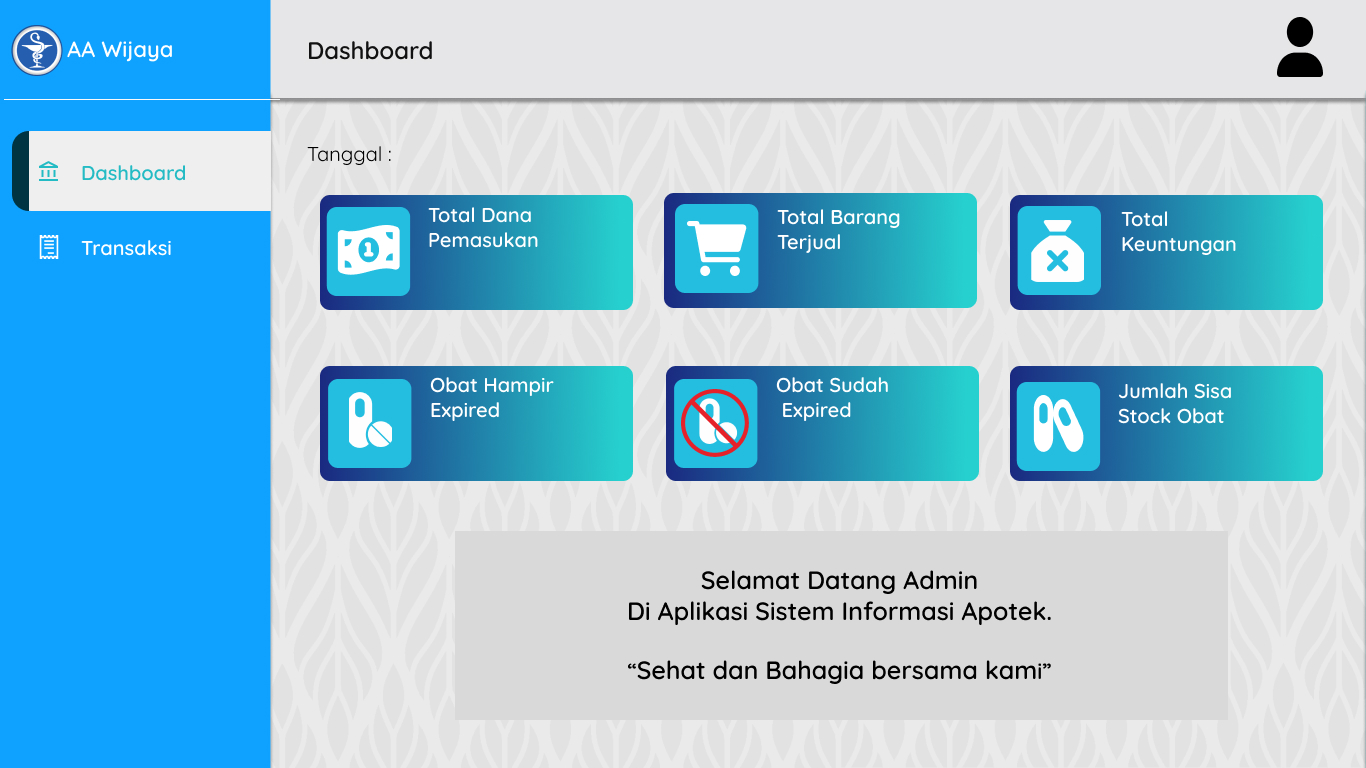 AA Wijaya
Dashboard
Dashboard
Transaksi
Tanggal :
Total Dana
Pemasukan
Total Barang
Terjual
Total
Keuntungan
Obat Hampir
Expired
Obat Sudah
Expired
Jumlah Sisa
Stock Obat
Selamat Datang Admin
Di Aplikasi Sistem Informasi Apotek.
“Sehat dan Bahagia bersama kami”